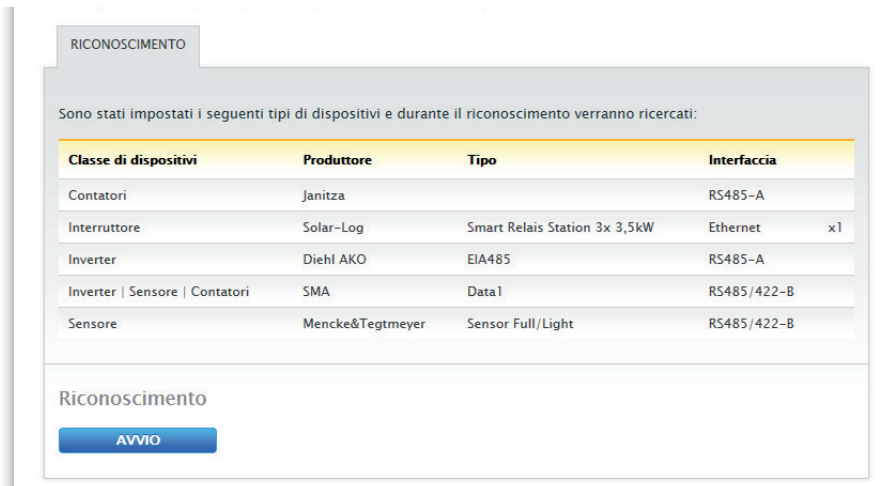 RICONOSCIMENTO
Sono stati impostati i seguenti tipi di dispositivi e durante il riconoscimento verranno ricercati:
Classe di dispositivi Produttore Tipo Interfaccia
Contatori Janitza RS485-A
Interruttore Solar-Log Smart Relais Station 3x 3,5kW Ethernet x1
Inverter Diehl AKO EIA485 RS485-A
Inverter | Sensore | Contatori SMA Data1 RS485/422-B
Sensore Mencke&Tegtmeyer Sensor Full/Light RS485/422-B
Riconoscimento
AVVIO